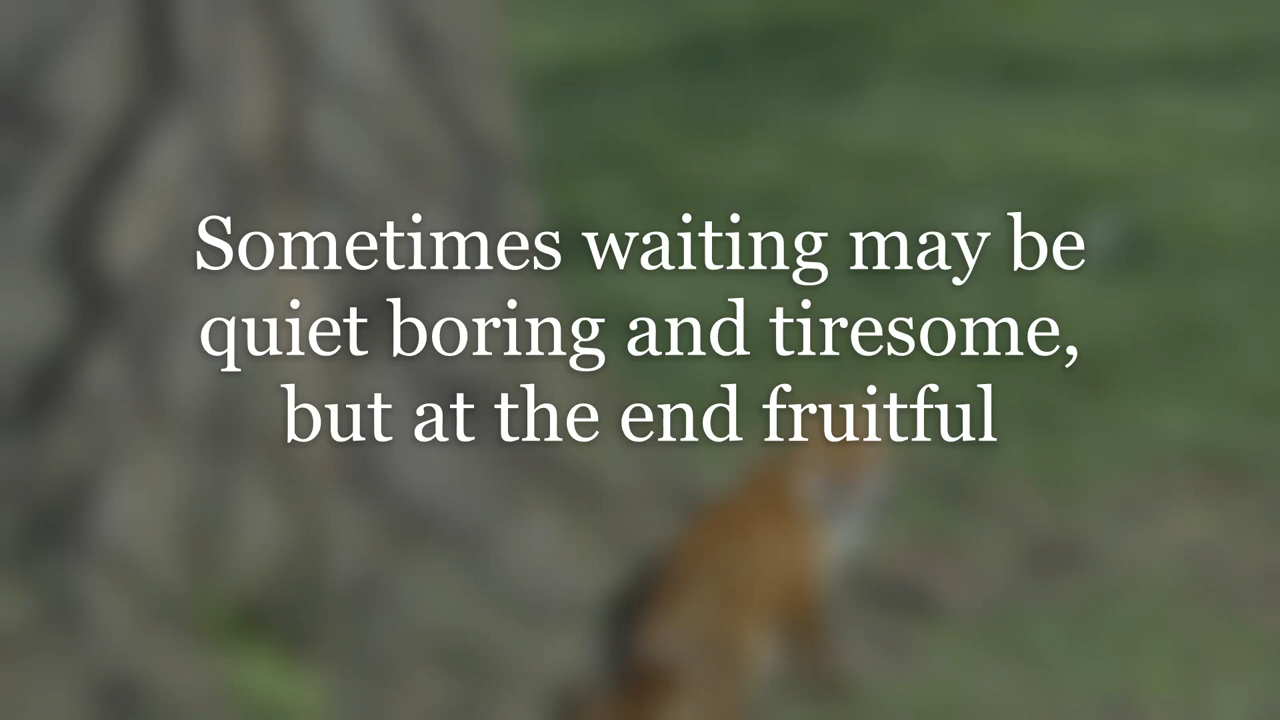 Sometimes waiting may be
quiet boring and tiresome,
but at the end fruitful